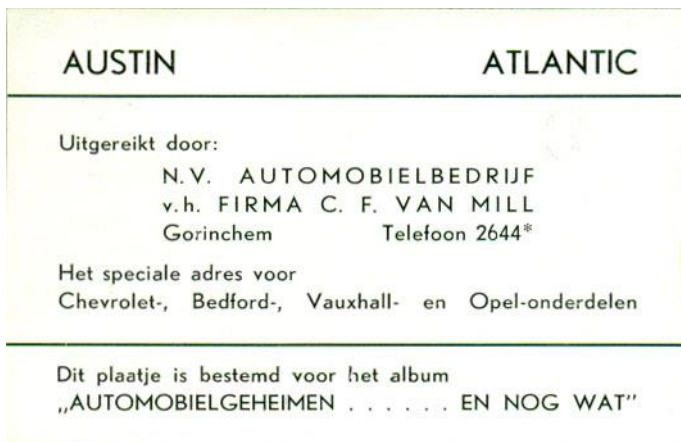 AUSTIN ATLANTIC
Uitgereikt door:
N.V. AUTOMOBIELBEDRIJF
v.h. FIRMA C. F. VAN MILL
Gorinchem Telefoon 2644*
Het speciale adres voor
Chevrolet-, Bedford-, Vauxhall- en Opel-onderdelen
Dit plaatje is bestemd voor het album
„AUTOMOBIELGEHEIMEN . . . . . . EN NOG WAT”